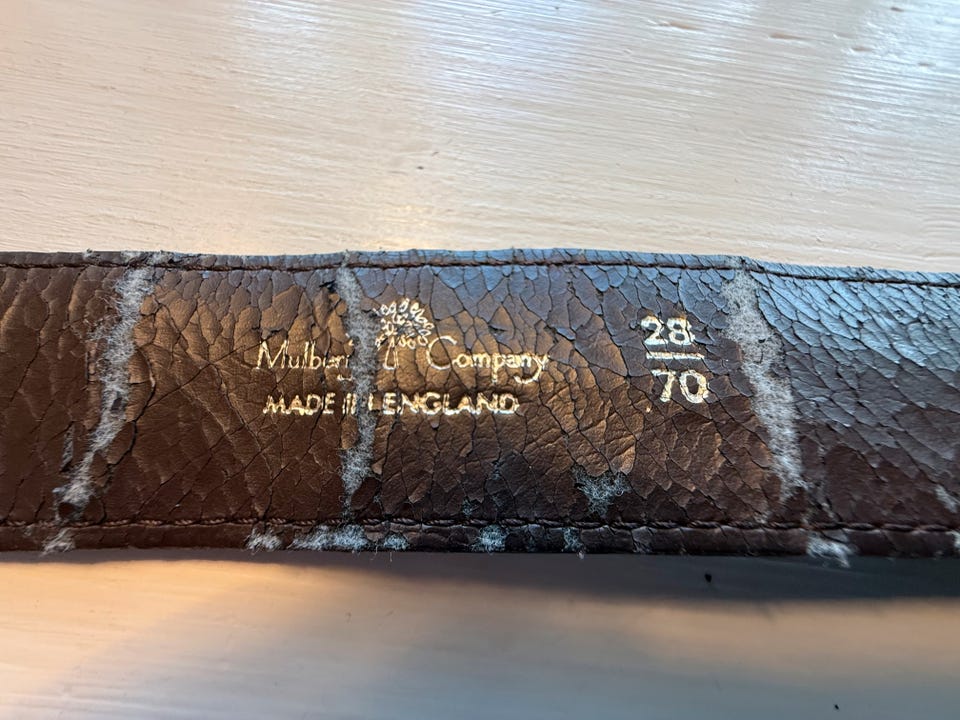 Mulberry Company
MADE IN ENGLAND
28
70